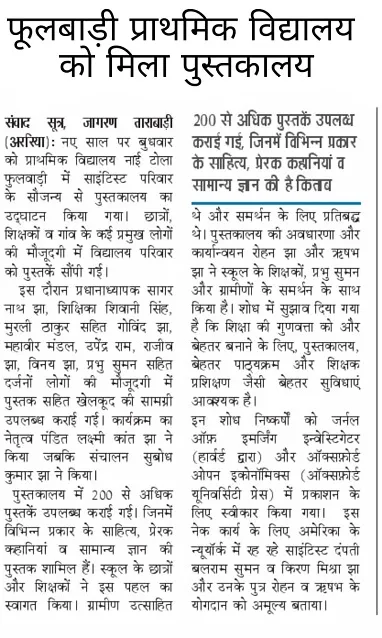 फूलबाड़ी प्राथमिक विद्यालय
को मिला पुस्तकालय
संवाद सूत्र, जागरण ताराबाड़ी
(अररिया): नए साल पर बुधवार
को प्राथमिक विद्यालय नाई टोला
फुलवाड़ी में साइंटिस्ट परिवार
के सौजन्य से पुस्तकालय का
उद्घाटन किया गया। छात्रों,
शिक्षकों व गांव के कई प्रमुख लोगों
की मौजूदगी में विद्यालय परिवार
को पुस्तकें सौंपी गई।
इस दौरान प्रधानाध्यापक सागर
नाथ झा, शिक्षिका शिवानी सिंह,
मुरली ठाकुर सहित गोविंद झा,
महावीर मंडल, उपेंद्र राम, राजीव
झा, विनय झा, प्रभु सुमन सहित
दर्जनों लोगों की मौजूदगी में
पुस्तक सहित खेलकूद की सामग्री
उपलब्ध कराई गई। कार्यक्रम का
नेतृत्व पंडित लक्ष्मी कांत झा ने
किया जबकि संचालन सुबोध
कुमार झा ने किया।
पुस्तकालय में 200 से अधिक
पुस्तकें उपलब्ध कराई गई। जिनमें
विभिन्न प्रकार के साहित्य, प्रेरक
कहानियां व सामान्य ज्ञान की
पुस्तक शामिल हैं। स्कूल के छात्रों
और शिक्षकों ने इस पहल का
स्वागत किया। ग्रामीण उत्साहित
200 से अधिक पुस्तकें उपलब्ध
कराई गई, जिनमें विभिन्न प्रकार
के साहित्य, प्रेरक कहानियां व
सामान्य ज्ञान की है किताब
थे और समर्थन के लिए प्रतिबद्ध
थे। पुस्तकालय की अवधारणा और
कार्यान्वयन रोहन झा और ऋषभ
झा ने स्कूल के शिक्षकों, प्रभु सुमन
और ग्रामीणों के समर्थन के साथ
किया है। शोध में सुझाव दिया गया
है कि शिक्षा की गुणवत्ता को और
बेहतर बनाने के लिए, पुस्तकालय,
बेहतर पाठ्यक्रम और शिक्षक
प्रशिक्षण जैसी बेहतर सुविधाएं
आवश्यक है।
इन शोध निष्कर्षों को जर्नल
ऑफ़ इमर्जिंग इन्वेस्टिगेटर
(हार्वर्ड द्वारा) और ऑक्सफ़ोर्ड
ओपन इकोनॉमिक्स (ऑक्सफ़ोर्ड
यूनिवर्सिटी प्रेस) में प्रकाशन के
लिए स्वीकार किया गया। इस
नेक कार्य के लिए अमेरिका के
न्यूयॉर्क में रह रहे साइंटिस्ट दंपती
बलराम सुमन व किरण मिश्रा झा
और उनके पुत्र रोहन व ऋषभ के
योगदान को अमूल्य बताया।